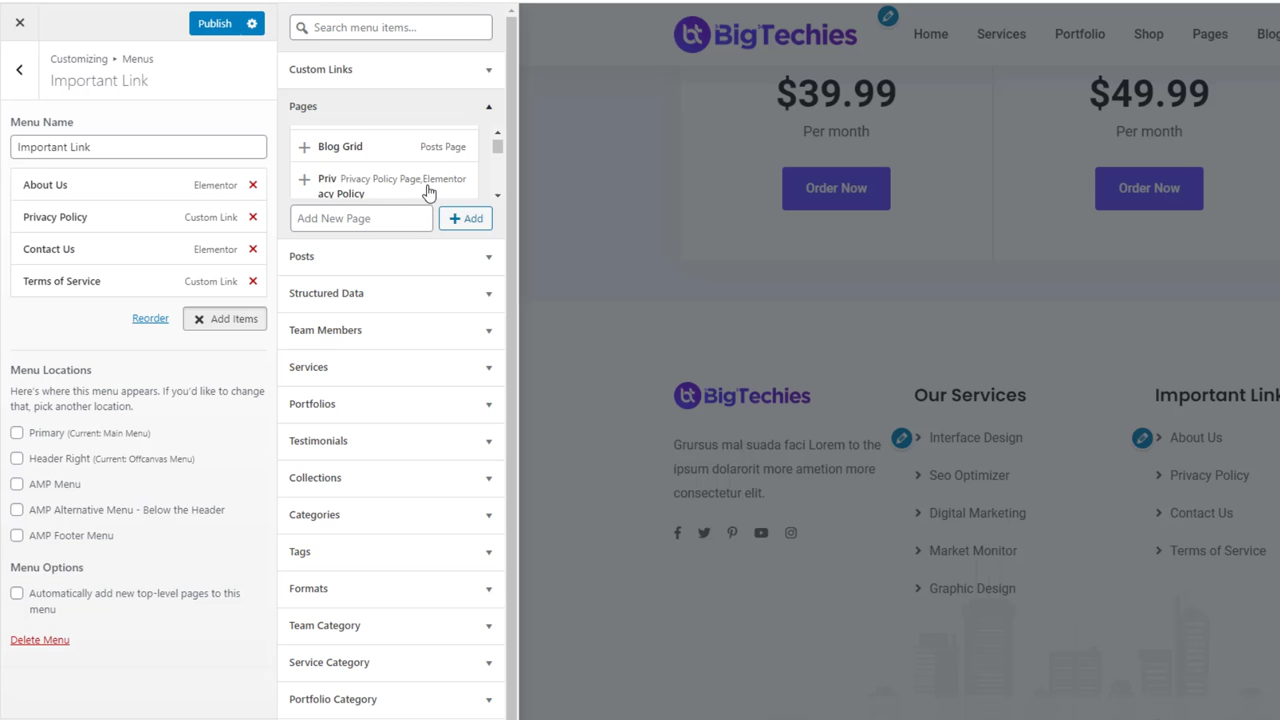 Publish
Customizing ▸ Menus
Important Link
Menu Name
Important Link
About Us Elementor
Privacy Policy Custom Link
Contact Us Elementor
Terms of Service Custom Link
Reorder
Add Items
Menu Locations
Here's where this menu appears. If you'd like to change
that, pick another location.
Primary (Current: Main Menu)
Header Right (Current: Offcanvas Menu)
AMP Menu
AMP Alternative Menu - Below the Header
AMP Footer Menu
Menu Options
Automatically add new top-level pages to this
menu
Delete Menu
Search menu items...
Custom Links
Pages
Blog Grid Posts Page
Priv Privacy Policy Page,Elementor
acy Policy
Add New Page
Add
Posts
Structured Data
Team Members
Services
Portfolios
Testimonials
Collections
Categories
Tags
Formats
Team Category
Service Category
Portfolio Category
BigTechies
Home Services Portfolio Shop Pages Blog
$39.99
Per month
Order Now
$49.99
Per month
Order Now
BigTechies
Grursus mal suada faci Lorem to the
ipsum dolarorit more ametion more
consectetur elit.
Our Services
Interface Design
Seo Optimizer
Digital Marketing
Market Monitor
Graphic Design
Important Link
About Us
Privacy Policy
Contact Us
Terms of Service